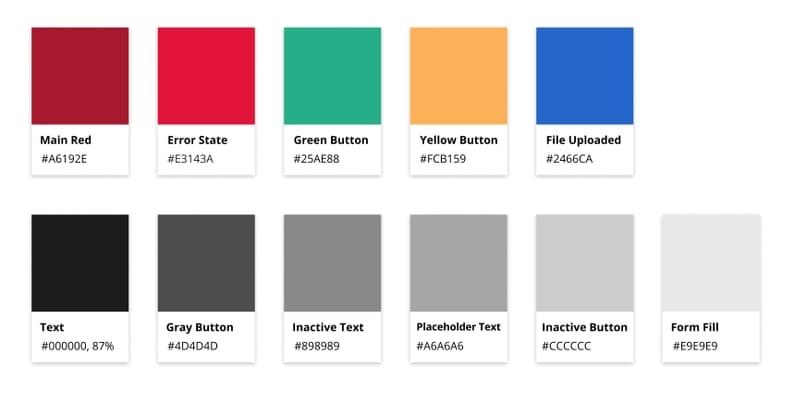 Main Red
#A6192E
Error State
#E3143A
Green Button
#25AE88
Yellow Button
#FCB159
File Uploaded
#2466CA
Text
#000000, 87%
Gray Button
#4D4D4D
Inactive Text
#898989
Placeholder Text
#A6A6A6
Inactive Button
#CCCCCC
Form Fill
#E9E9E9